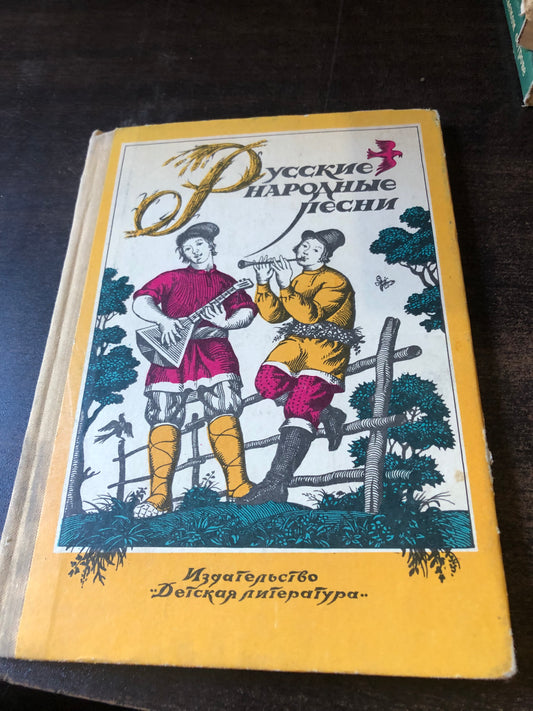 Русские
народные
песни
Издательство
"Детская литература"